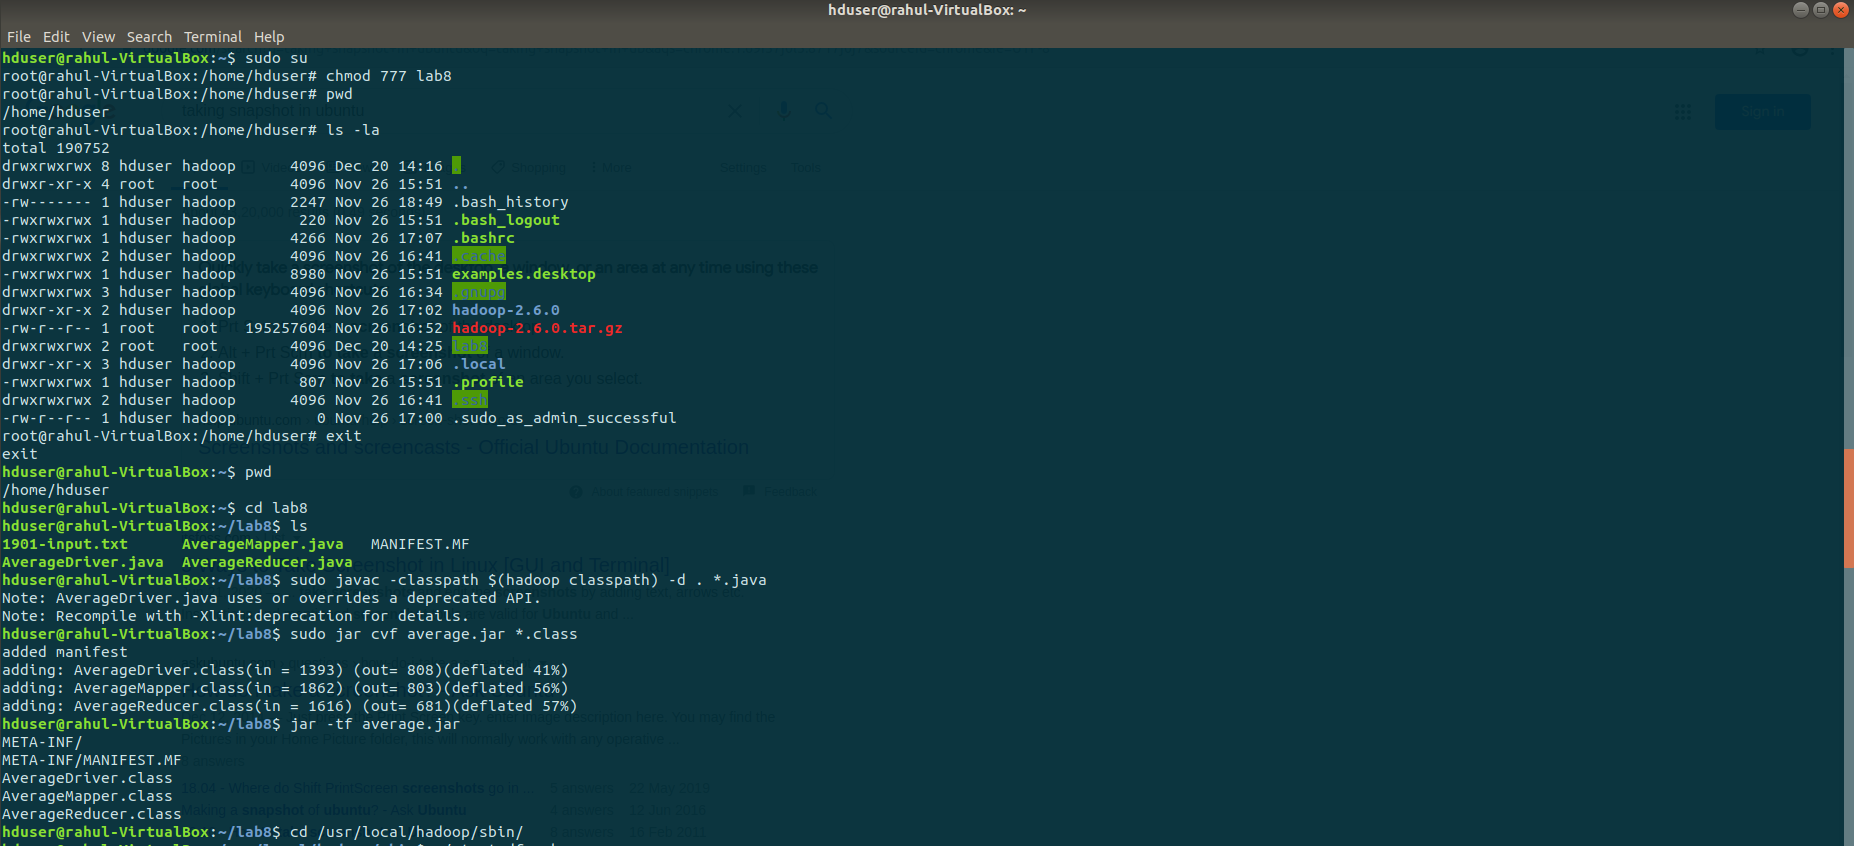 hduser@rahul-VirtualBox: ~
File Edit View Search Terminal Help
hduser@rahul-VirtualBox:~$ sudo su
root@rahul-VirtualBox:/home/hduser# chmod 777 lab8
root@rahul-VirtualBox:/home/hduser# pwd
/home/hduser
root@rahul-VirtualBox:/home/hduser# ls -la
total 190752
drwxrwxrwx 8 hduser hadoop      4096 Dec 20 14:16 .
drwxr-xr-x 4 root   root        4096 Nov 26 15:51 ..
-rw------- 1 hduser hadoop      2247 Nov 26 18:49 .bash_history
-rwxrwxrwx 1 hduser hadoop       220 Nov 26 15:51 .bash_logout
-rwxrwxrwx 1 hduser hadoop      4266 Nov 26 17:07 .bashrc
drwxrwxrwx 2 hduser hadoop      4096 Nov 26 16:41 .cache
-rwxrwxrwx 1 hduser hadoop      8980 Nov 26 15:51 examples.desktop
drwxrwxrwx 3 hduser hadoop      4096 Nov 26 16:34 .gnupg
drwxr-xr-x 2 hduser hadoop      4096 Nov 26 17:02 hadoop-2.6.0
-rw-r--r-- 1 root   root   195257604 Nov 26 16:52 hadoop-2.6.0.tar.gz
drwxrwxrwx 2 root   root        4096 Dec 20 14:25 lab8
drwxr-xr-x 3 hduser hadoop      4096 Nov 26 17:06 .local
-rwxrwxrwx 1 hduser hadoop       807 Nov 26 15:51 .profile
drwxrwxrwx 2 hduser hadoop      4096 Nov 26 16:41 .ssh
-rw-r--r-- 1 hduser hadoop         0 Nov 26 17:00 .sudo_as_admin_successful
root@rahul-VirtualBox:/home/hduser# exit
exit
hduser@rahul-VirtualBox:~$ pwd
/home/hduser
hduser@rahul-VirtualBox:~$ cd lab8
hduser@rahul-VirtualBox:~/lab8$ ls
1901-input.txt      AverageMapper.java   MANIFEST.MF
AverageDriver.java  AverageReducer.java
hduser@rahul-VirtualBox:~/lab8$ sudo javac -classpath $(hadoop classpath) -d . *.java
Note: AverageDriver.java uses or overrides a deprecated API.
Note: Recompile with -Xlint:deprecation for details.
hduser@rahul-VirtualBox:~/lab8$ sudo jar cvf average.jar *.class
added manifest
adding: AverageDriver.class(in = 1393) (out= 808)(deflated 41%)
adding: AverageMapper.class(in = 1862) (out= 803)(deflated 56%)
adding: AverageReducer.class(in = 1616) (out= 681)(deflated 57%)
hduser@rahul-VirtualBox:~/lab8$ jar -tf average.jar
META-INF/
META-INF/MANIFEST.MF
AverageDriver.class
AverageMapper.class
AverageReducer.class
hduser@rahul-VirtualBox:~/lab8$ cd /usr/local/hadoop/sbin/